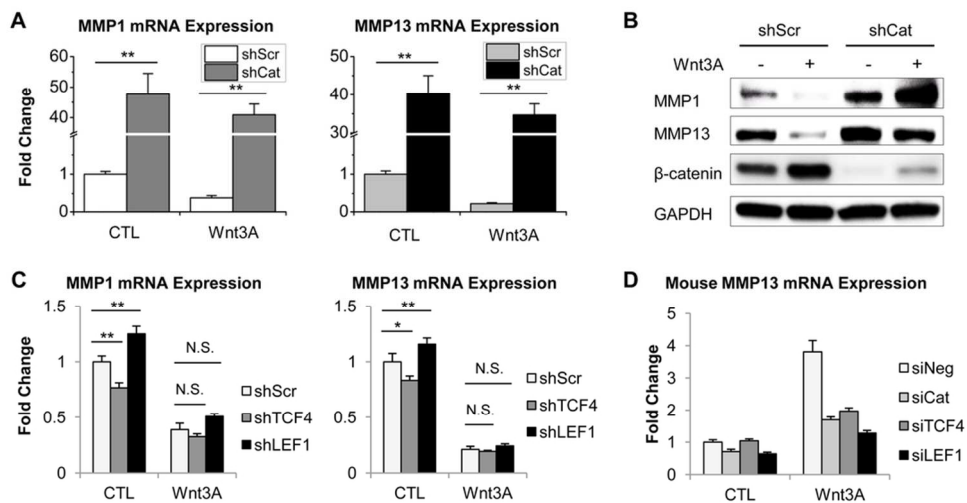 A
MMP1 mRNA Expression
MMP13 mRNA Expression
B
Fold Change
60
50
40
30
1
0
**
**
shScr
shCat
CTL
Wnt3A
50
40
30
1
0
**
**
shScr
shCat
CTL
Wnt3A
shScr
shCat
Wnt3A
-
+
-
+
MMP1
MMP13
β-catenin
GAPDH
C
MMP1 mRNA Expression
MMP13 mRNA Expression
D
Mouse MMP13 mRNA Expression
Fold Change
1.5
1
0.5
0
**
**
N.S.
N.S.
shScr
shTCF4
shLEF1
CTL
Wnt3A
1.5
1
0.5
0
**
*
N.S.
N.S.
shScr
shTCF4
shLEF1
CTL
Wnt3A
Fold Change
5
4
3
2
1
0
siNeg
siCat
siTCF4
siLEF1
CTL
Wnt3A